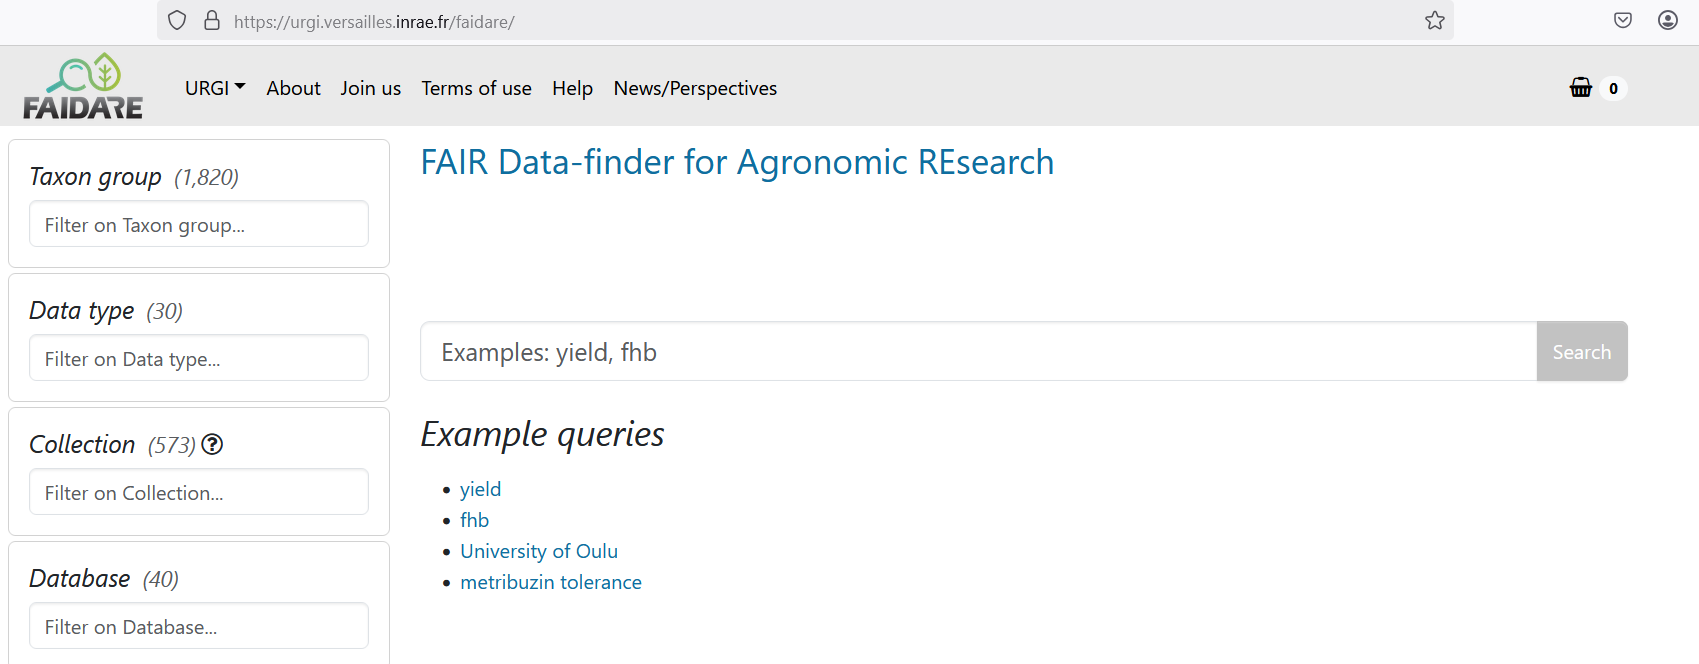 https://urgi.versailles.inrae.fr/faidare/
FAIDARE
URGI About Join us Terms of use Help News/Perspectives 0
Taxon group (1,820)
Filter on Taxon group...
Data type (30)
Filter on Data type...
Collection (573) ?
Filter on Collection...
Database (40)
Filter on Database...
FAIR Data-finder for Agronomic REsearch
Examples: yield, fhb Search
Example queries
• yield
• fhb
• University of Oulu
• metribuzin tolerance